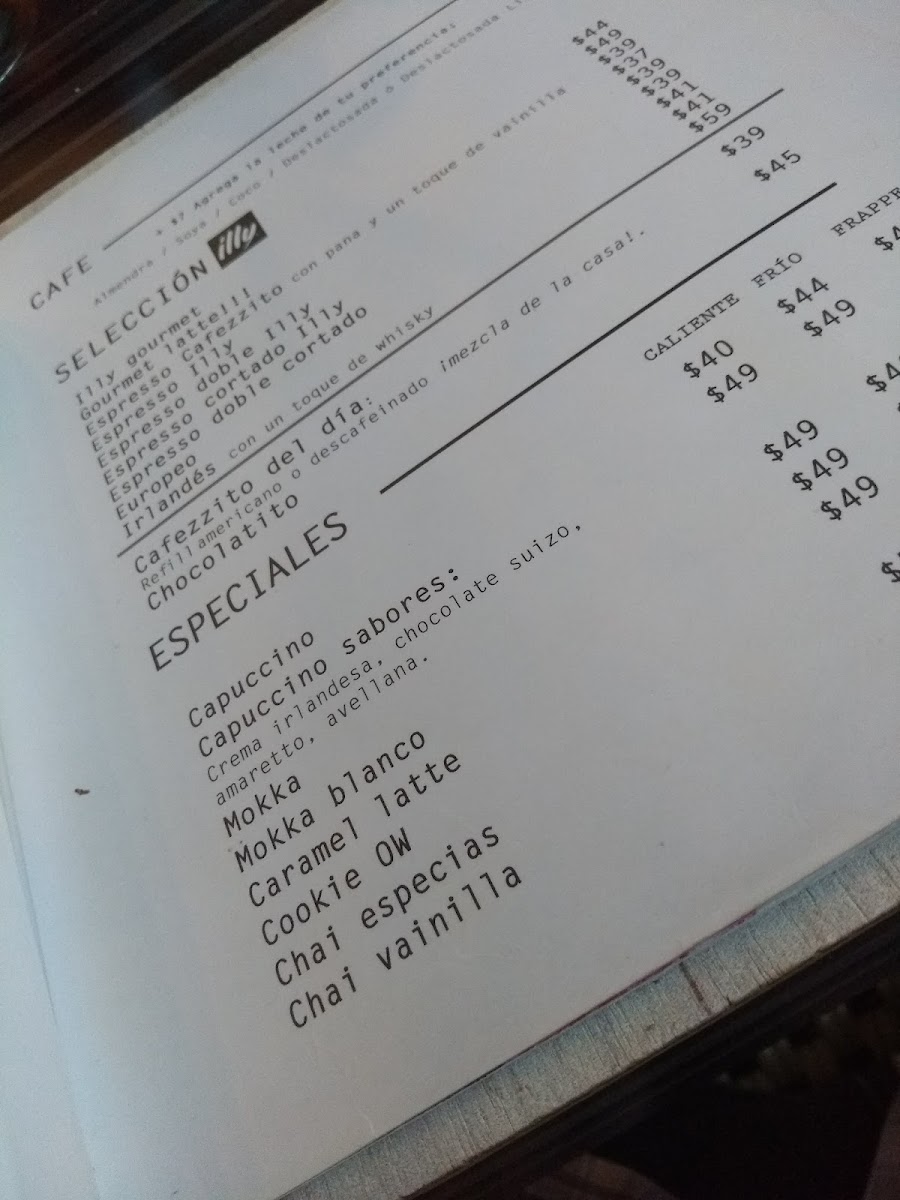 CAFE
+ $7 Agrega la leche de tu preferencia:
Almendra / Soya / Coco / Deslactosada ó Deslactosada
SELECCIÓN illy
Illy gourmet $44
Gourmet latte!!! $49
Espresso Cafezzito con pana y un toque de vainilla $39
Espresso Illy $37
Espresso doble Illy $39
Espresso cortado Illy $39
Espresso doble cortado $41
Europeo $41
Irlandés con un toque de whisky $59
Cafezzito del día: $39
Refill americano o descafeinado ¡mezcla de la casa!.
Chocolatito $45
ESPECIALES
CALIENTE FRÍO FRAPPE
Capuccino $40 $44
Capuccino sabores: $49 $49
Crema irlandesa, chocolate suizo,
amaretto, avellana.
Mokka $49
Mokka blanco $49
Caramel latte $49
Cookie OW
Chai especias
Chai vainilla